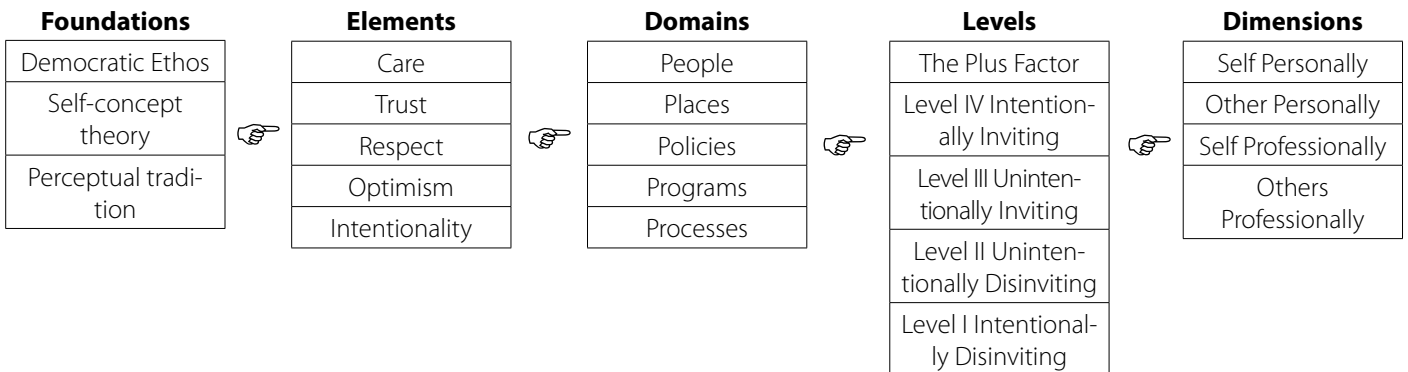 Foundations
Democratic Ethos
Self-concept
theory
Perceptual tradi-
tion
Elements
Care
Trust
Respect
Optimism
Intentionality
Domains
People
Places
Policies
Programs
Processes
Levels
The Plus Factor
Level IV Intention-
ally Inviting
Level III Uninten-
tionally Inviting
Level II Uninten-
tionally Disinviting
Level I Intentional-
ly Disinviting
Dimensions
Self Personally
Other Personally
Self Professionally
Others
Professionally